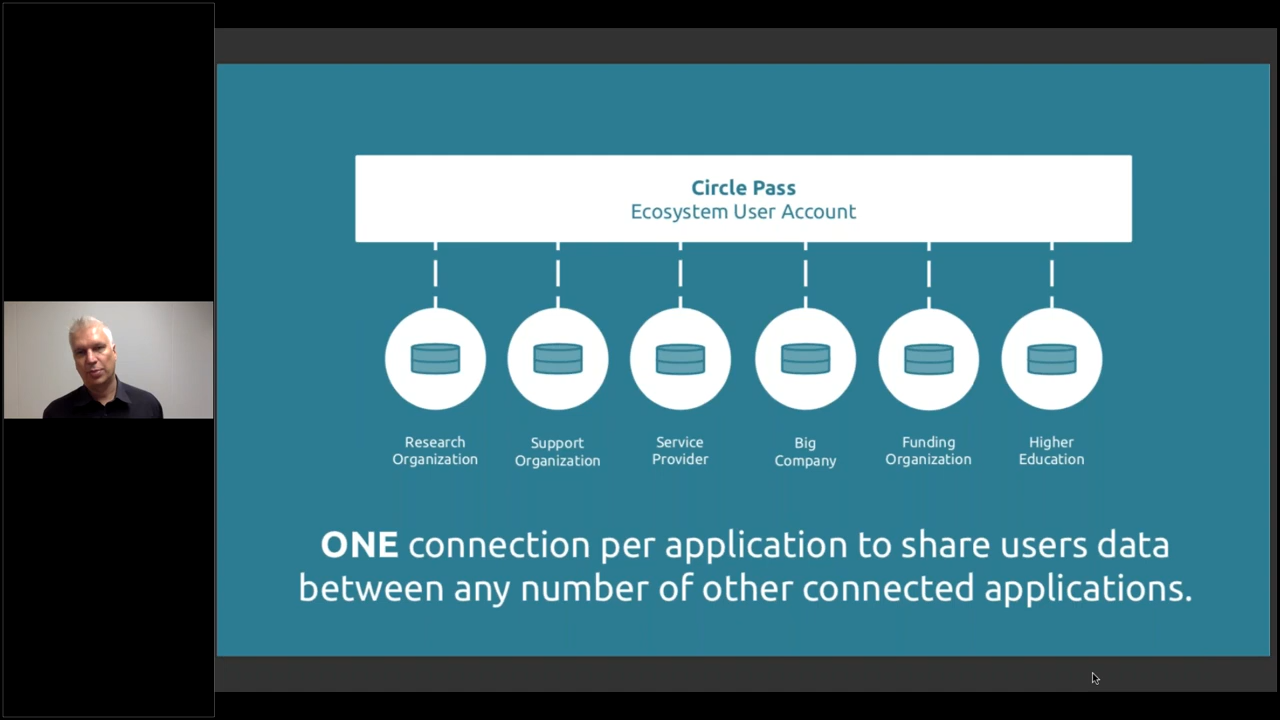 Circle Pass
Ecosystem User Account
Research
Organization
Support
Organization
Service
Provider
Big
Company
Funding
Organization
Higher
Education
ONE connection per application to share users data
between any number of other connected applications.